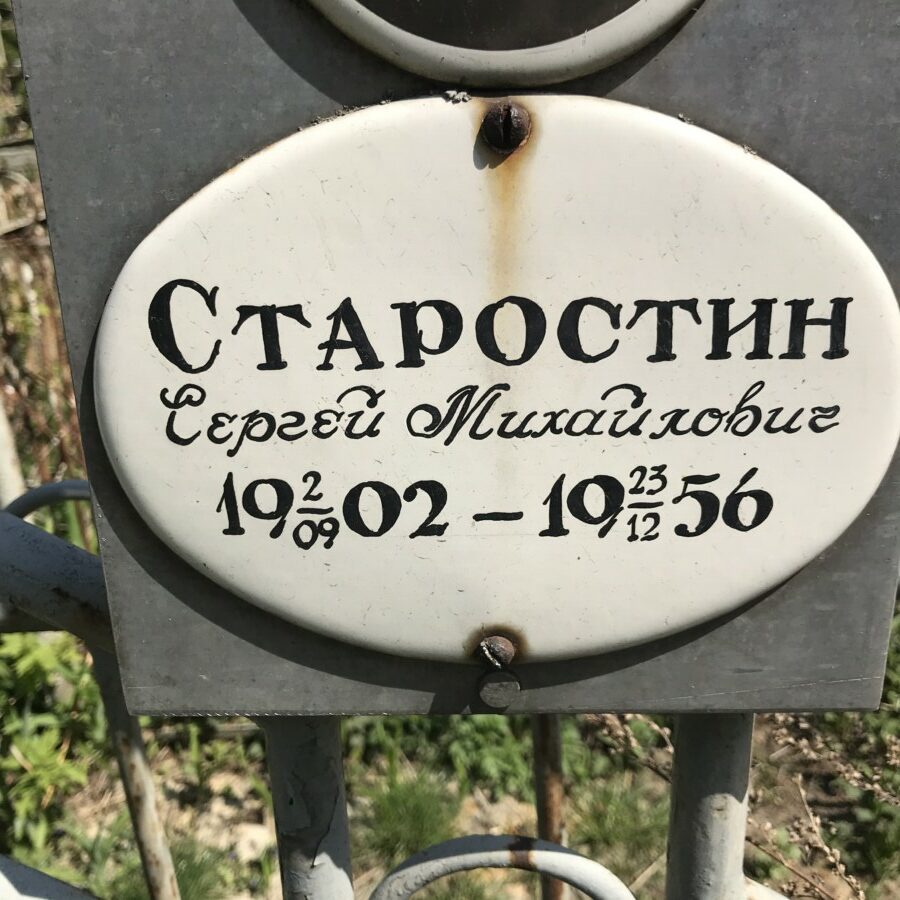 Старостин
Сергей Михайлович
19 2/09 02 – 19 23/12 56